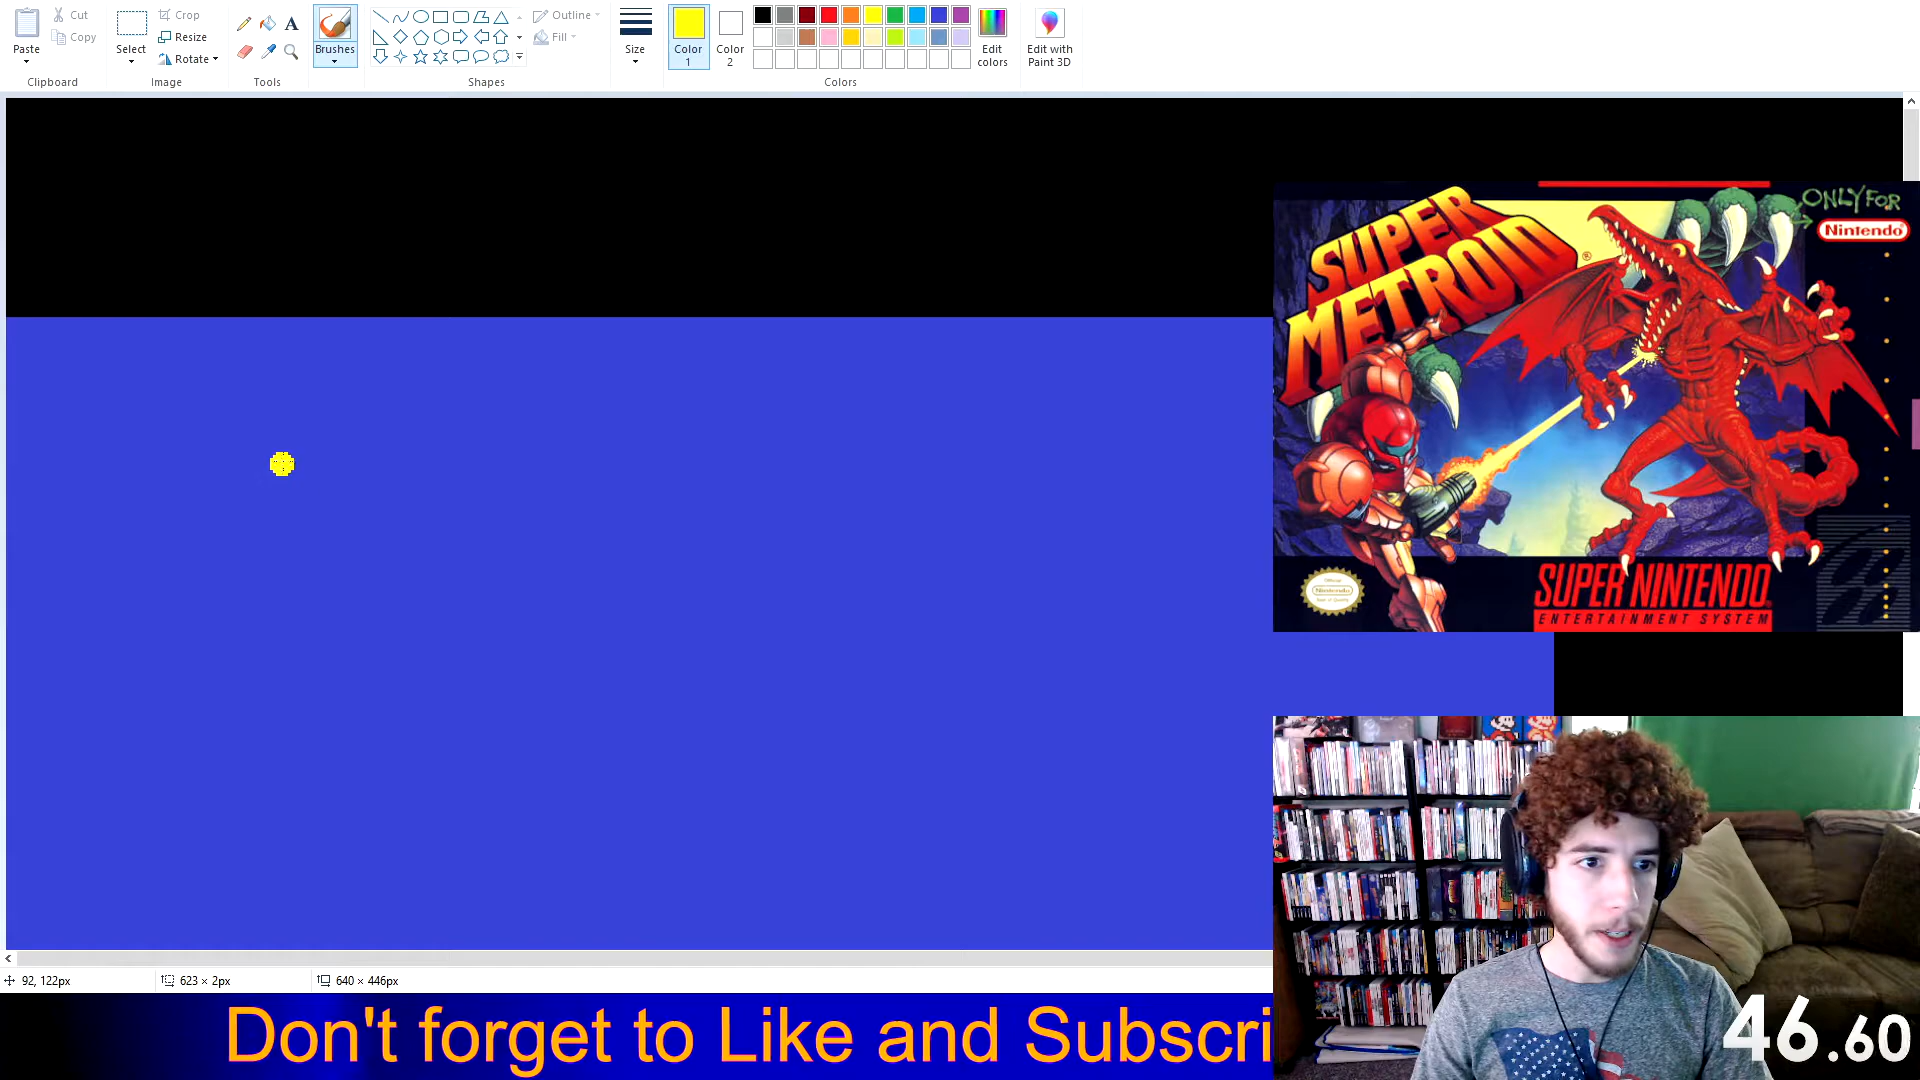 Paste
Cut
Copy
Clipboard
Select
Crop
Resize
Rotate
Image
A
Tools
Brushes
Shapes
Outline
Fill
Size
Color
1
Color
2
Edit
colors
Edit with
Paint 3D
Colors
ONLY FOR
Nintendo
SUPER
METROID
®
Nintendo
SUPER NINTENDO
ENTERTAINMENT SYSTEM
92, 122px
623 × 2px
640 × 446px
Don't forget to Like and Subscri
46.60